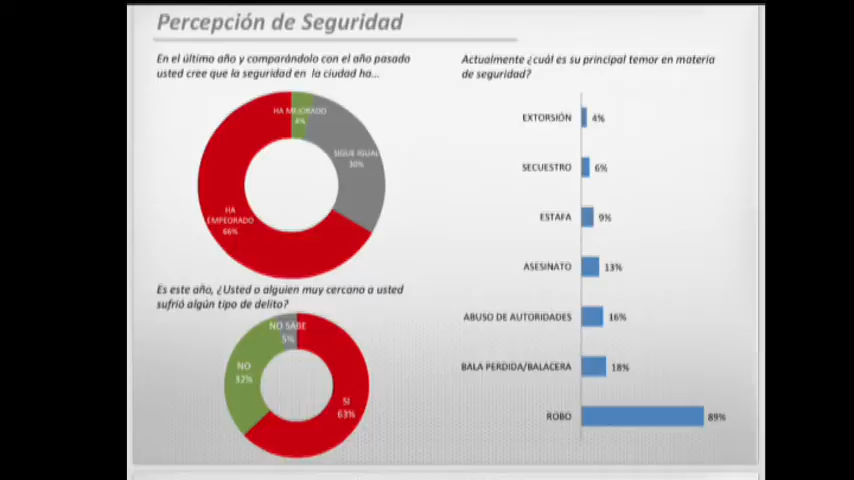 Percepción de Seguridad
En el último año y comparándolo con el año pasado
usted cree que la seguridad en la ciudad ha...
HA MEJORADO
4%
SIGUE IGUAL
30%
HA
EMPEORADO
66%
Es este año, ¿Usted o alguien muy cercano a usted
sufrió algún tipo de delito?
NO SABE
5%
NO
32%
SI
63%
Actualmente ¿cuál es su principal temor en materia
de seguridad?
EXTORSIÓN 4%
SECUESTRO 6%
ESTAFA 9%
ASESINATO 13%
ABUSO DE AUTORIDADES 16%
BALA PERDIDA/BALACERA 18%
ROBO 89%